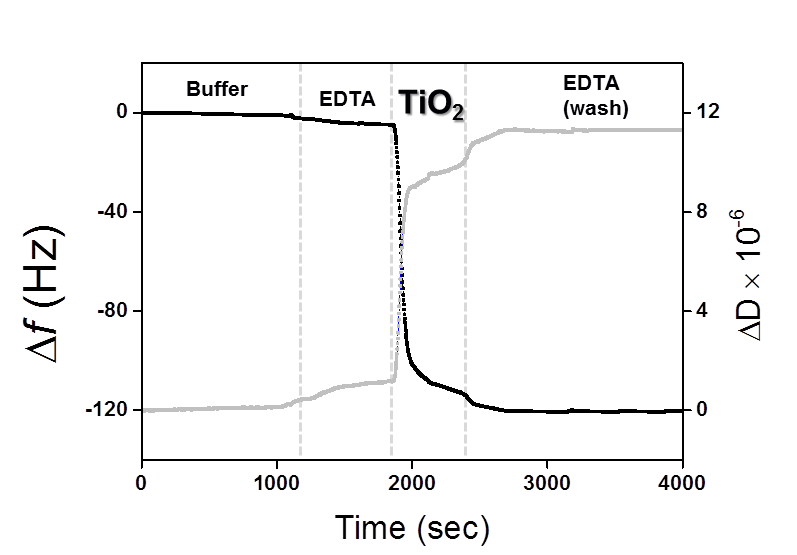 Buffer
EDTA
TiO2
EDTA
(wash)
0
-40
-80
-120
Δf (Hz)
12
8
4
0
ΔD × 10-6
0
1000
2000
3000
4000
Time (sec)